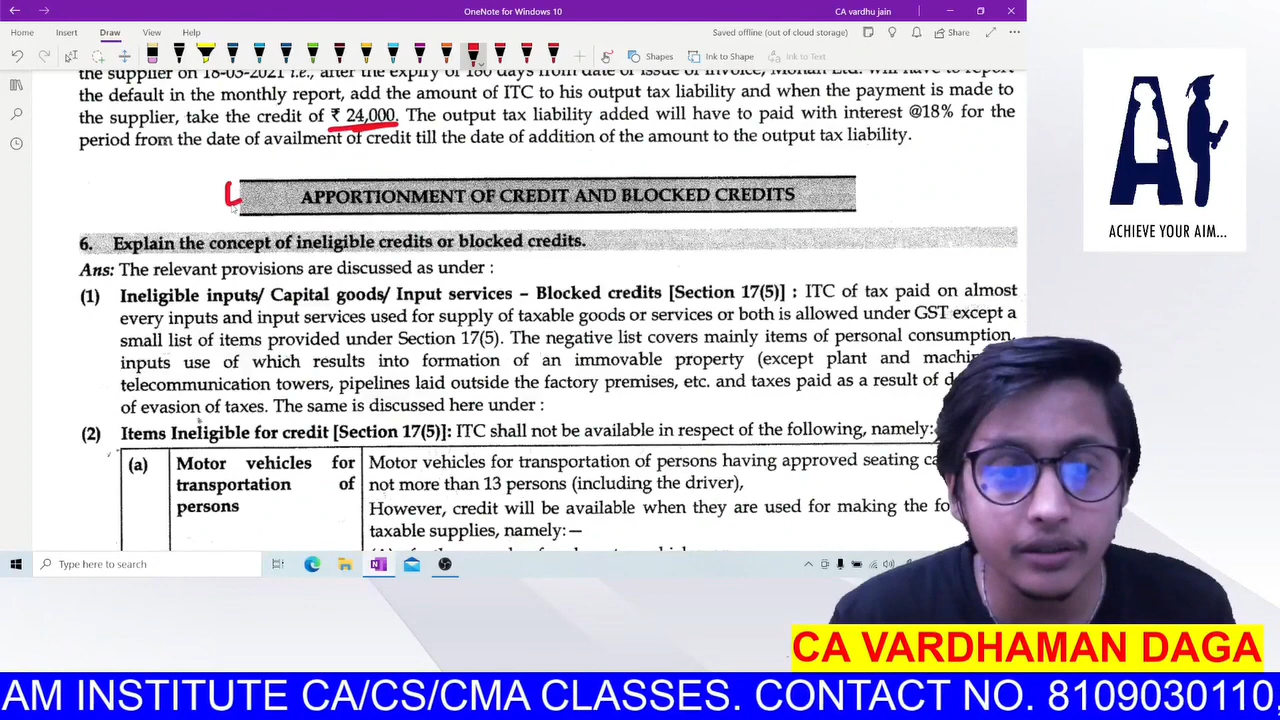 OneNote for Windows 10
CA vardhu jain
Home
Insert
Draw
View
Help
Saved offline (out of cloud storage)
Share
Shapes
Ink to Shape
Ink to Text
the supplier on 18-03-2021 i.e., after the expiry of 180 days from date of issue of invoice, Mohan Ltd. will have to report
the default in the monthly report, add the amount of ITC to his output tax liability and when the payment is made to
the supplier, take the credit of ₹ 24,000. The output tax liability added will have to paid with interest @18% for the
period from the date of availment of credit till the date of addition of the amount to the output tax liability.
APPORTIONMENT OF CREDIT AND BLOCKED CREDITS
6. Explain the concept of ineligible credits or blocked credits.
Ans: The relevant provisions are discussed as under :
(1) Ineligible inputs/ Capital goods/ Input services – Blocked credits [Section 17(5)] : ITC of tax paid on almost
every inputs and input services used for supply of taxable goods or services or both is allowed under GST except a
small list of items provided under Section 17(5). The negative list covers mainly items of personal consumption,
inputs use of which results into formation of an immovable property (except plant and
telecommunication towers, pipelines laid outside the factory premises, etc. and taxes paid as a result of
of evasion of taxes. The same is discussed here under :
(2) Items Ineligible for credit [Section 17(5)]: ITC shall not be available in respect of the following, namely:
(a) Motor vehicles for transportation of persons
Motor vehicles for transportation of persons having approved seating
not more than 13 persons (including the driver),
However, credit will be available when they are used for making the
taxable supplies, namely:—
Type here to search
ACHIEVE YOUR AIM...
CA VARDHAMAN DAGA
AM INSTITUTE CA/CS/CMA CLASSES. CONTACT NO. 8109030110,